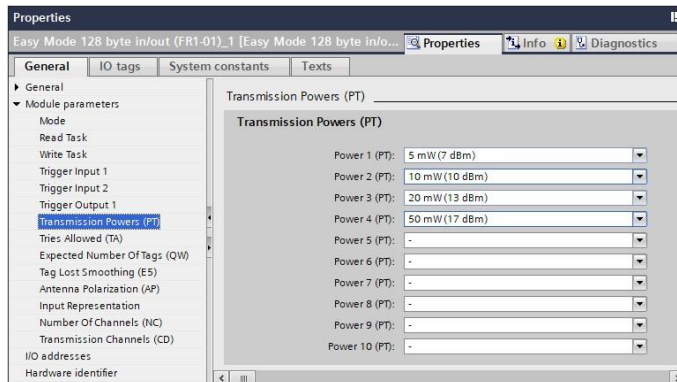 Properties
Easy Mode 128 byte in/out (FR1-01)_1 [Easy Mode 128 byte in/o...
Properties
Info
Diagnostics
General
IO tags
System constants
Texts
General
Module parameters
Mode
Read Task
Write Task
Trigger Input 1
Trigger Input 2
Trigger Output 1
Transmission Powers (PT)
Tries Allowed (TA)
Expected Number Of Tags (QW)
Tag Lost Smoothing (E5)
Antenna Polarization (AP)
Input Representation
Number Of Channels (NC)
Transmission Channels (CD)
I/O addresses
Hardware identifier
Transmission Powers (PT)
Transmission Powers (PT)
Power 1 (PT): 5 mW (7 dBm)
Power 2 (PT): 10 mW (10 dBm)
Power 3 (PT): 20 mW (13 dBm)
Power 4 (PT): 50 mW (17 dBm)
Power 5 (PT): -
Power 6 (PT): -
Power 7 (PT): -
Power 8 (PT): -
Power 9 (PT): -
Power 10 (PT): -